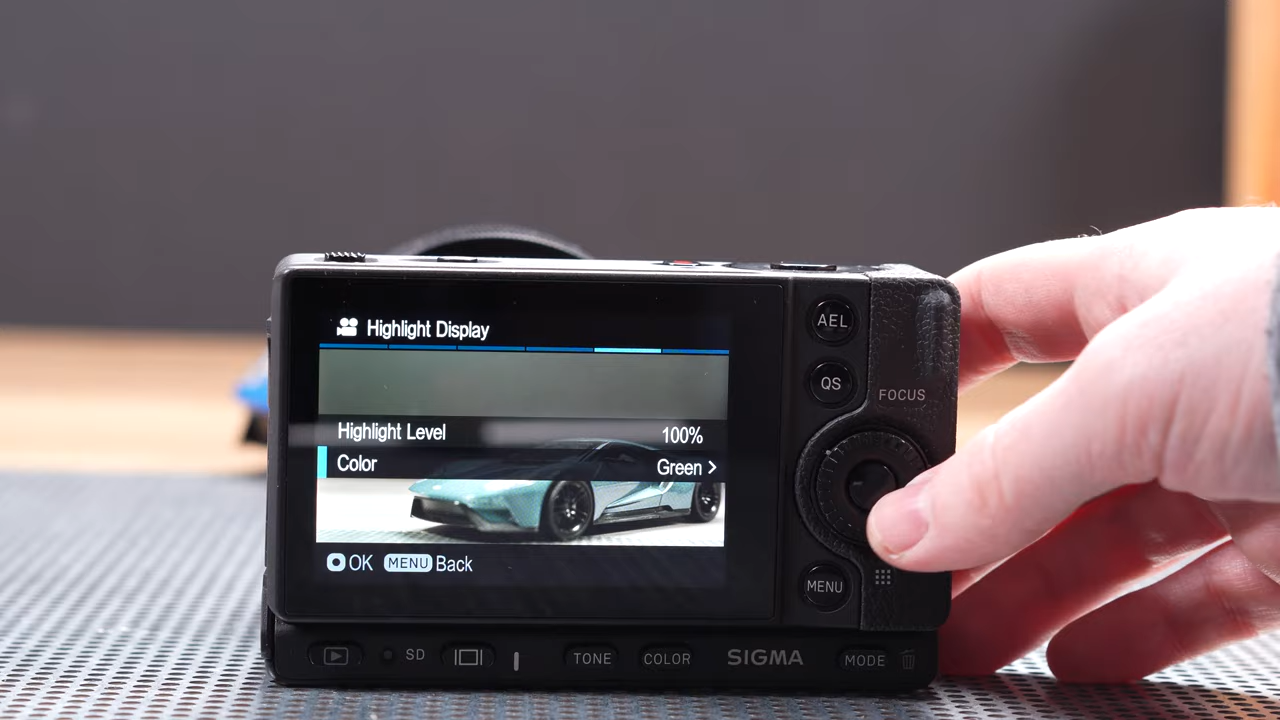 Highlight Display
Highlight Level 100%
Color Green
OK MENU Back
AEL
QS
FOCUS
MENU
SD
TONE
COLOR
SIGMA
MODE